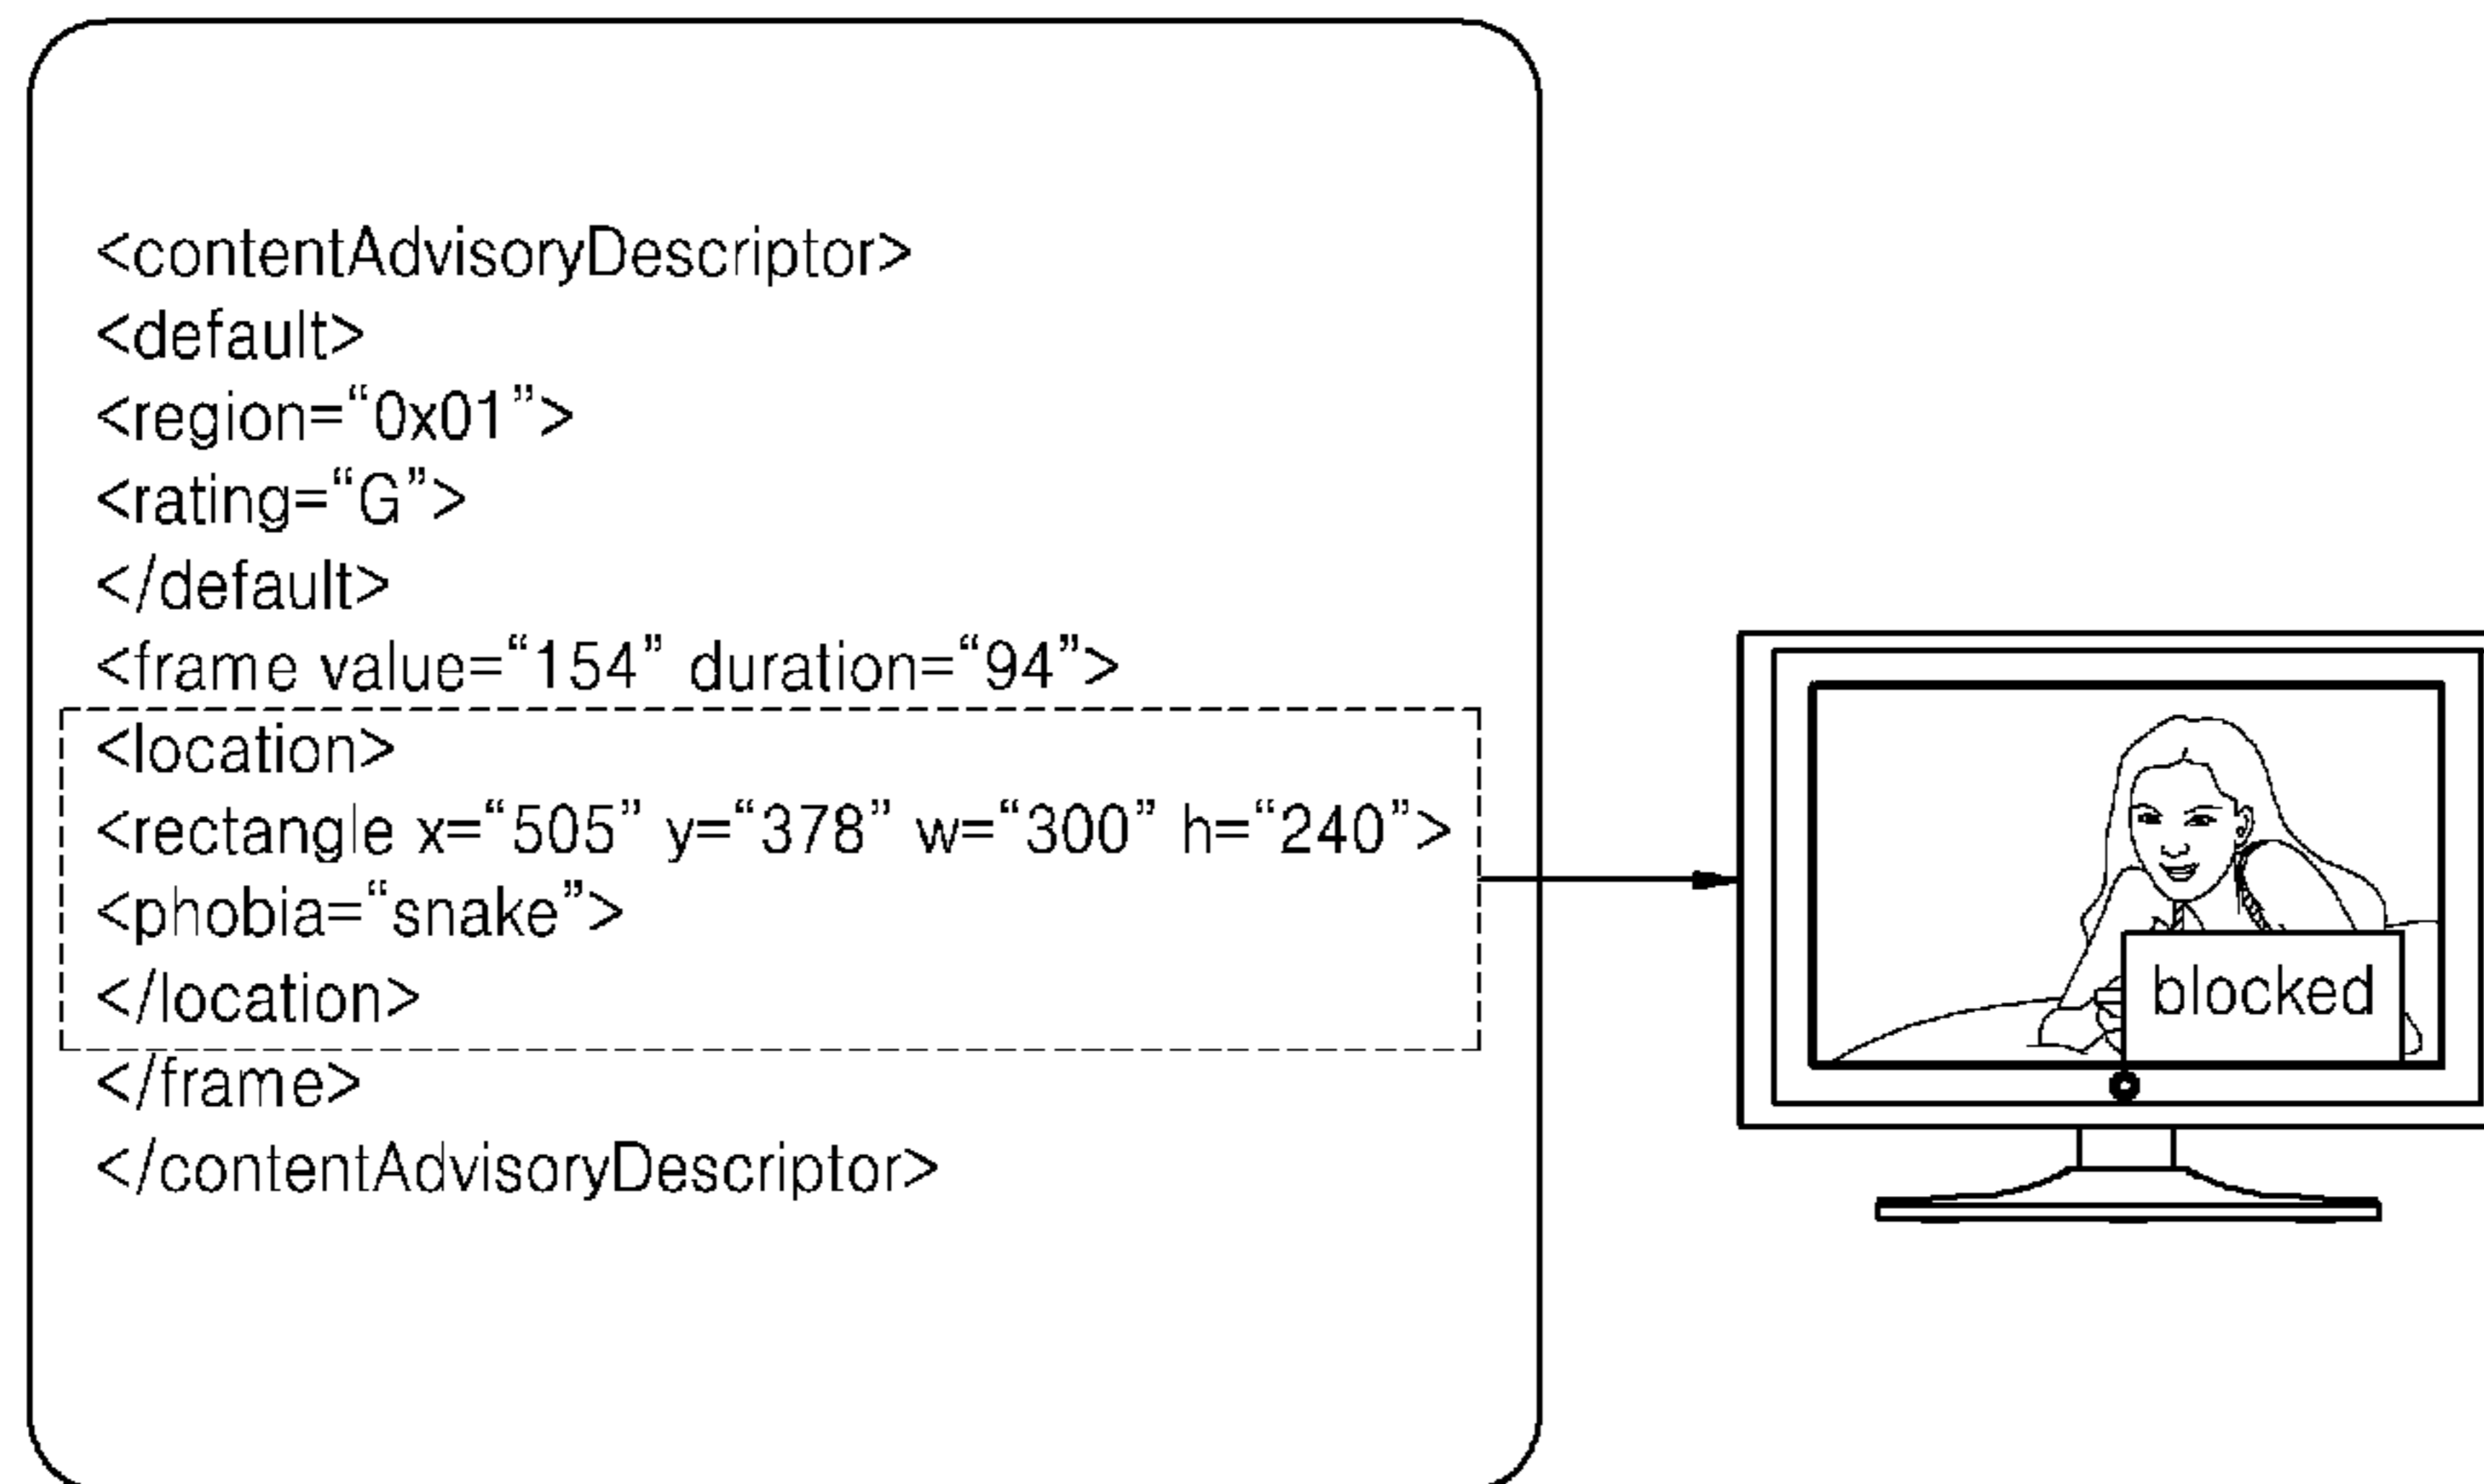 <contentAdvisoryDescriptor>
<default>
<region=“0x01”>
<rating=“G”>
</default>
<frame value=“154” duration=“94”>
<location>
<rectangle x=“505” y=“378” w=“300” h=“240”>
<phobia=“snake”>
</location>
</frame>
</contentAdvisoryDescriptor>
blocked